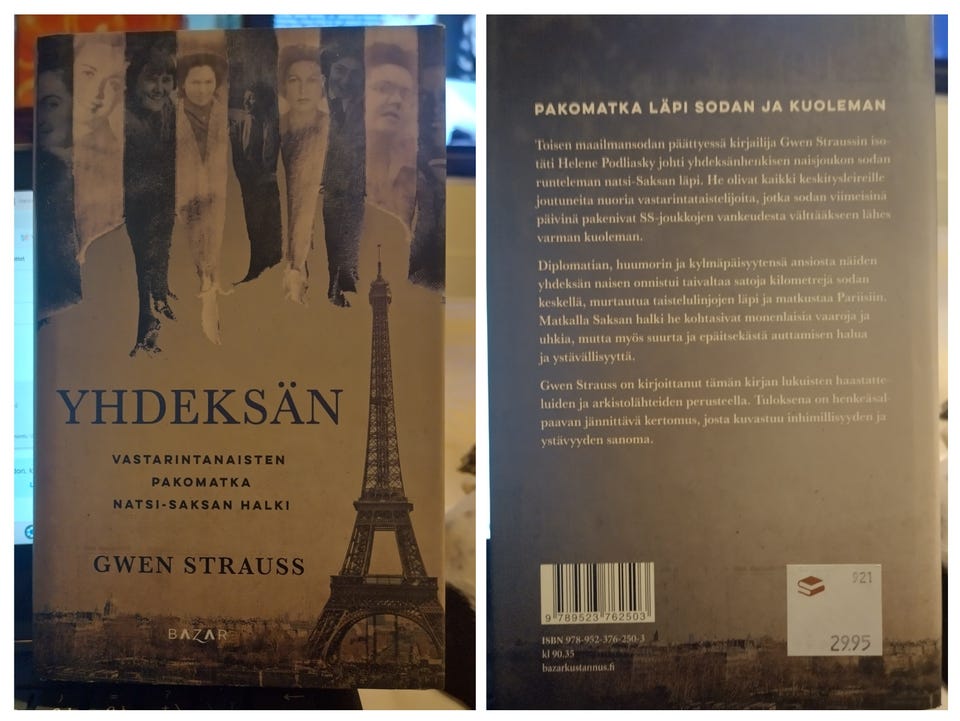 YHDEKSÄN
VASTARINTANAISTEN
PAKOMATKA
NATSI-SAKSAN HALKI
GWEN STRAUSS
BAZAR
PAKOMATKA LÄPI SODAN JA KUOLEMAN
Toisen maailmansodan päättyessä kirjailija Gwen Straussin iso-
täti Helene Podliasky johti yhdeksänhenkisen naisjoukon sodan
runteleman natsi-Saksan läpi. He olivat kaikki keskitysleireille
joutuneita nuoria vastarintataistelijoita, jotka sodan viimeisinä
päivinä pakenivat SS-joukkojen vankeudesta välttääkseen lähes
varman kuoleman.
Diplomatian, huumorin ja kylmäpäisyytensä ansiosta näiden
yhdeksän naisen onnistui taivaltaa satoja kilometrejä sodan
keskellä, murtautua taistelulinjojen läpi ja matkustaa Pariisiin.
Matkalla Saksan halki he kohtasivat monenlaisia vaaroja ja
uhkia, mutta myös suurta ja epäitsekästä auttamisen halua
ja ystävällisyyttä.
Gwen Strauss on kirjoittanut tämän kirjan lukuisten haastatte-
luiden ja arkistolähteiden perusteella. Tuloksena on henkeäsal-
paavan jännittävä kertomus, josta kuvastuu inhimillisyyden ja
ystävyyden sanoma.
9 789523 762503
ISBN 978-952-376-250-3
kl 90.35
bazarkustannus.fi
921
29.95